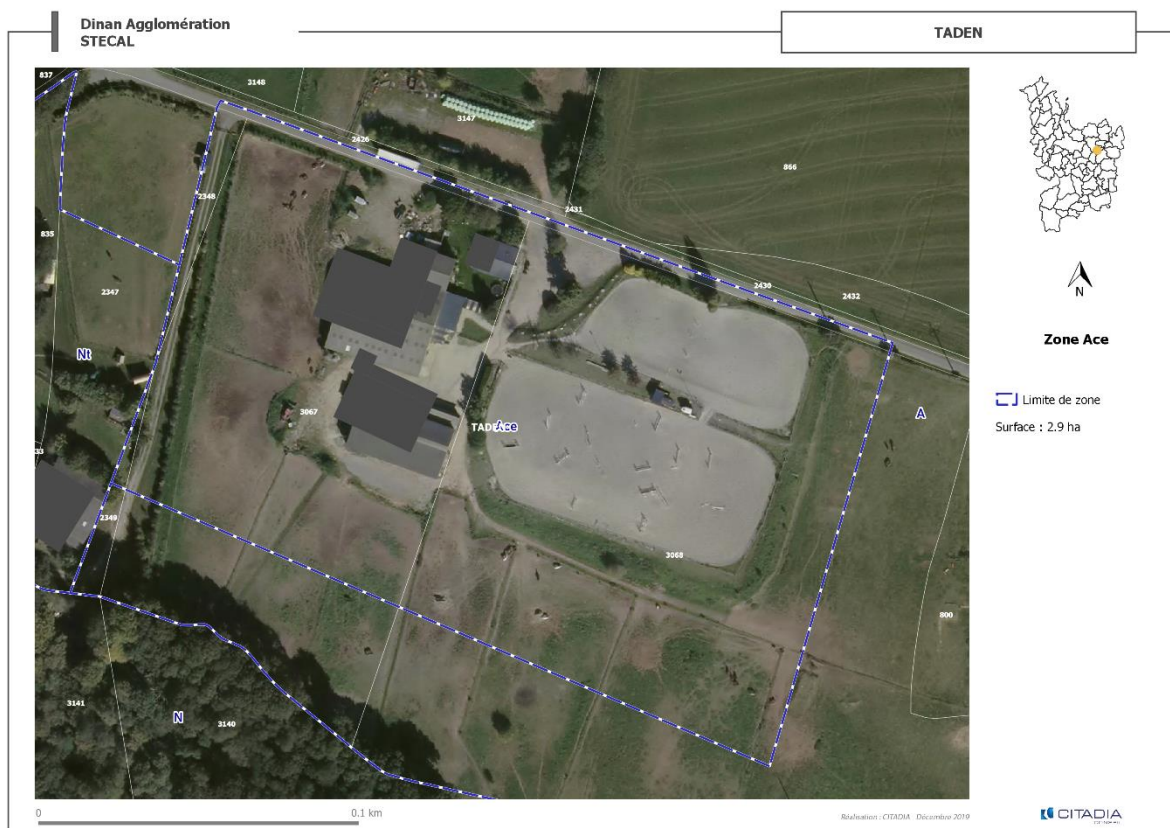 Dinan Agglomération
STECAL
TADEN
837
3148
3147
2426
866
2348
2431
835
2347
2430
2432
Zone Ace
Nt
Limite de zone
3067
A
TADEN
Ace
Surface : 2.9 ha
2349
3068
800
3141
N
3140
0
0.1 km
Réalisation : CITADIA Décembre 2019
CITADIA
N